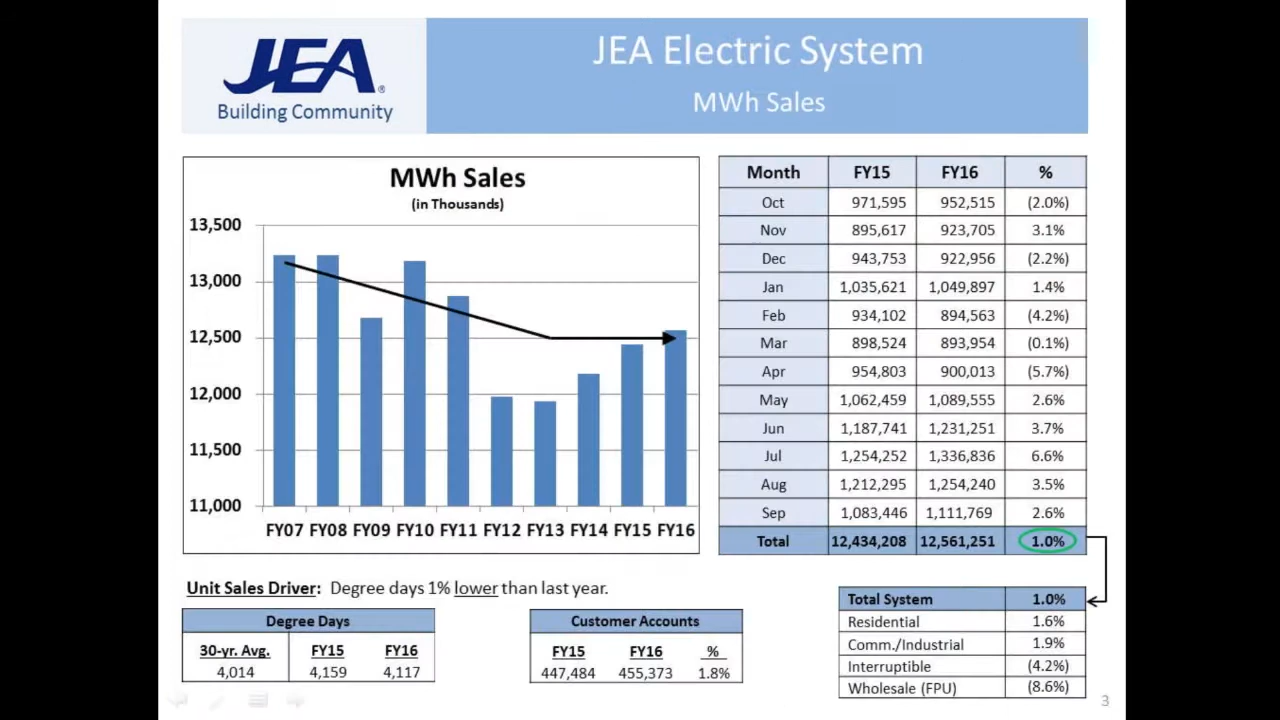 JEA
®
Building Community
JEA Electric System
MWh Sales
MWh Sales
(in Thousands)
13,500
13,000
12,500
12,000
11,500
11,000
FY07 FY08 FY09 FY10 FY11 FY12 FY13 FY14 FY15 FY16
Month FY15 FY16 %
Oct 971,595 952,515 (2.0%)
Nov 895,617 923,705 3.1%
Dec 943,753 922,956 (2.2%)
Jan 1,035,621 1,049,897 1.4%
Feb 934,102 894,563 (4.2%)
Mar 898,524 893,954 (0.1%)
Apr 954,803 900,013 (5.7%)
May 1,062,459 1,089,555 2.6%
Jun 1,187,741 1,231,251 3.7%
Jul 1,254,252 1,336,836 6.6%
Aug 1,212,295 1,254,240 3.5%
Sep 1,083,446 1,111,769 2.6%
Total 12,434,208 12,561,251 1.0%
Unit Sales Driver: Degree days 1% lower than last year.
Degree Days
30-yr. Avg. FY15 FY16
4,014 4,159 4,117
Customer Accounts
FY15 FY16 %
447,484 455,373 1.8%
Total System 1.0%
Residential 1.6%
Comm./Industrial 1.9%
Interruptible (4.2%)
Wholesale (FPU) (8.6%)
3